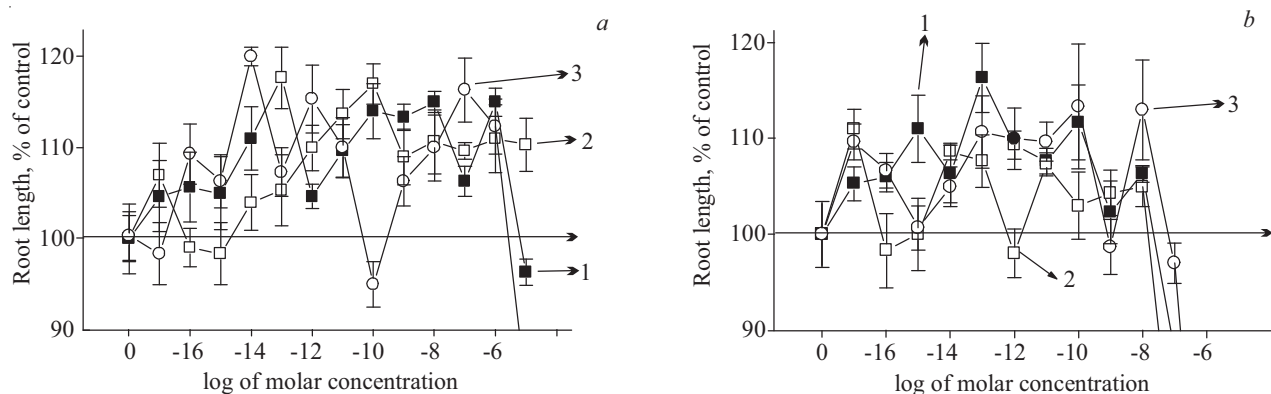 a
Root length, % of control
120
110
100
90
3
2
1
0 -16 -14 -12 -10 -8 -6
log of molar concentration
b
Root length, % of control
120
110
100
90
1
3
2
0 -16 -14 -12 -10 -8 -6
log of molar concentration